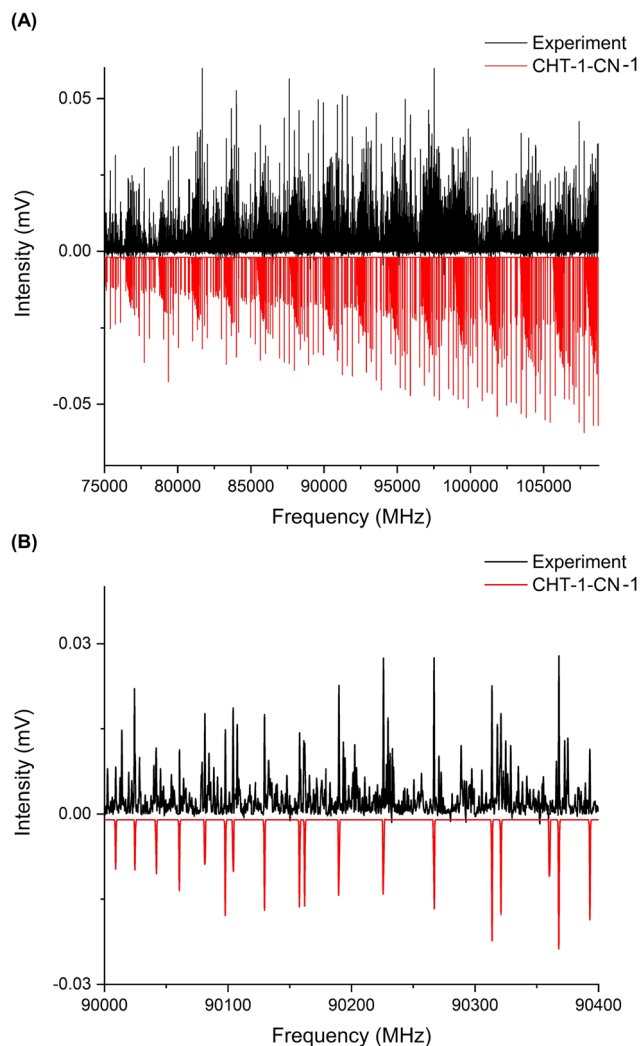 (A)
Experiment
CHT-1-CN-1
0.05
0.00
-0.05
Intensity (mV)
75000 80000 85000 90000 95000 100000 105000
Frequency (MHz)
(B)
Experiment
CHT-1-CN-1
0.03
0.00
-0.03
Intensity (mV)
90000 90100 90200 90300 90400
Frequency (MHz)